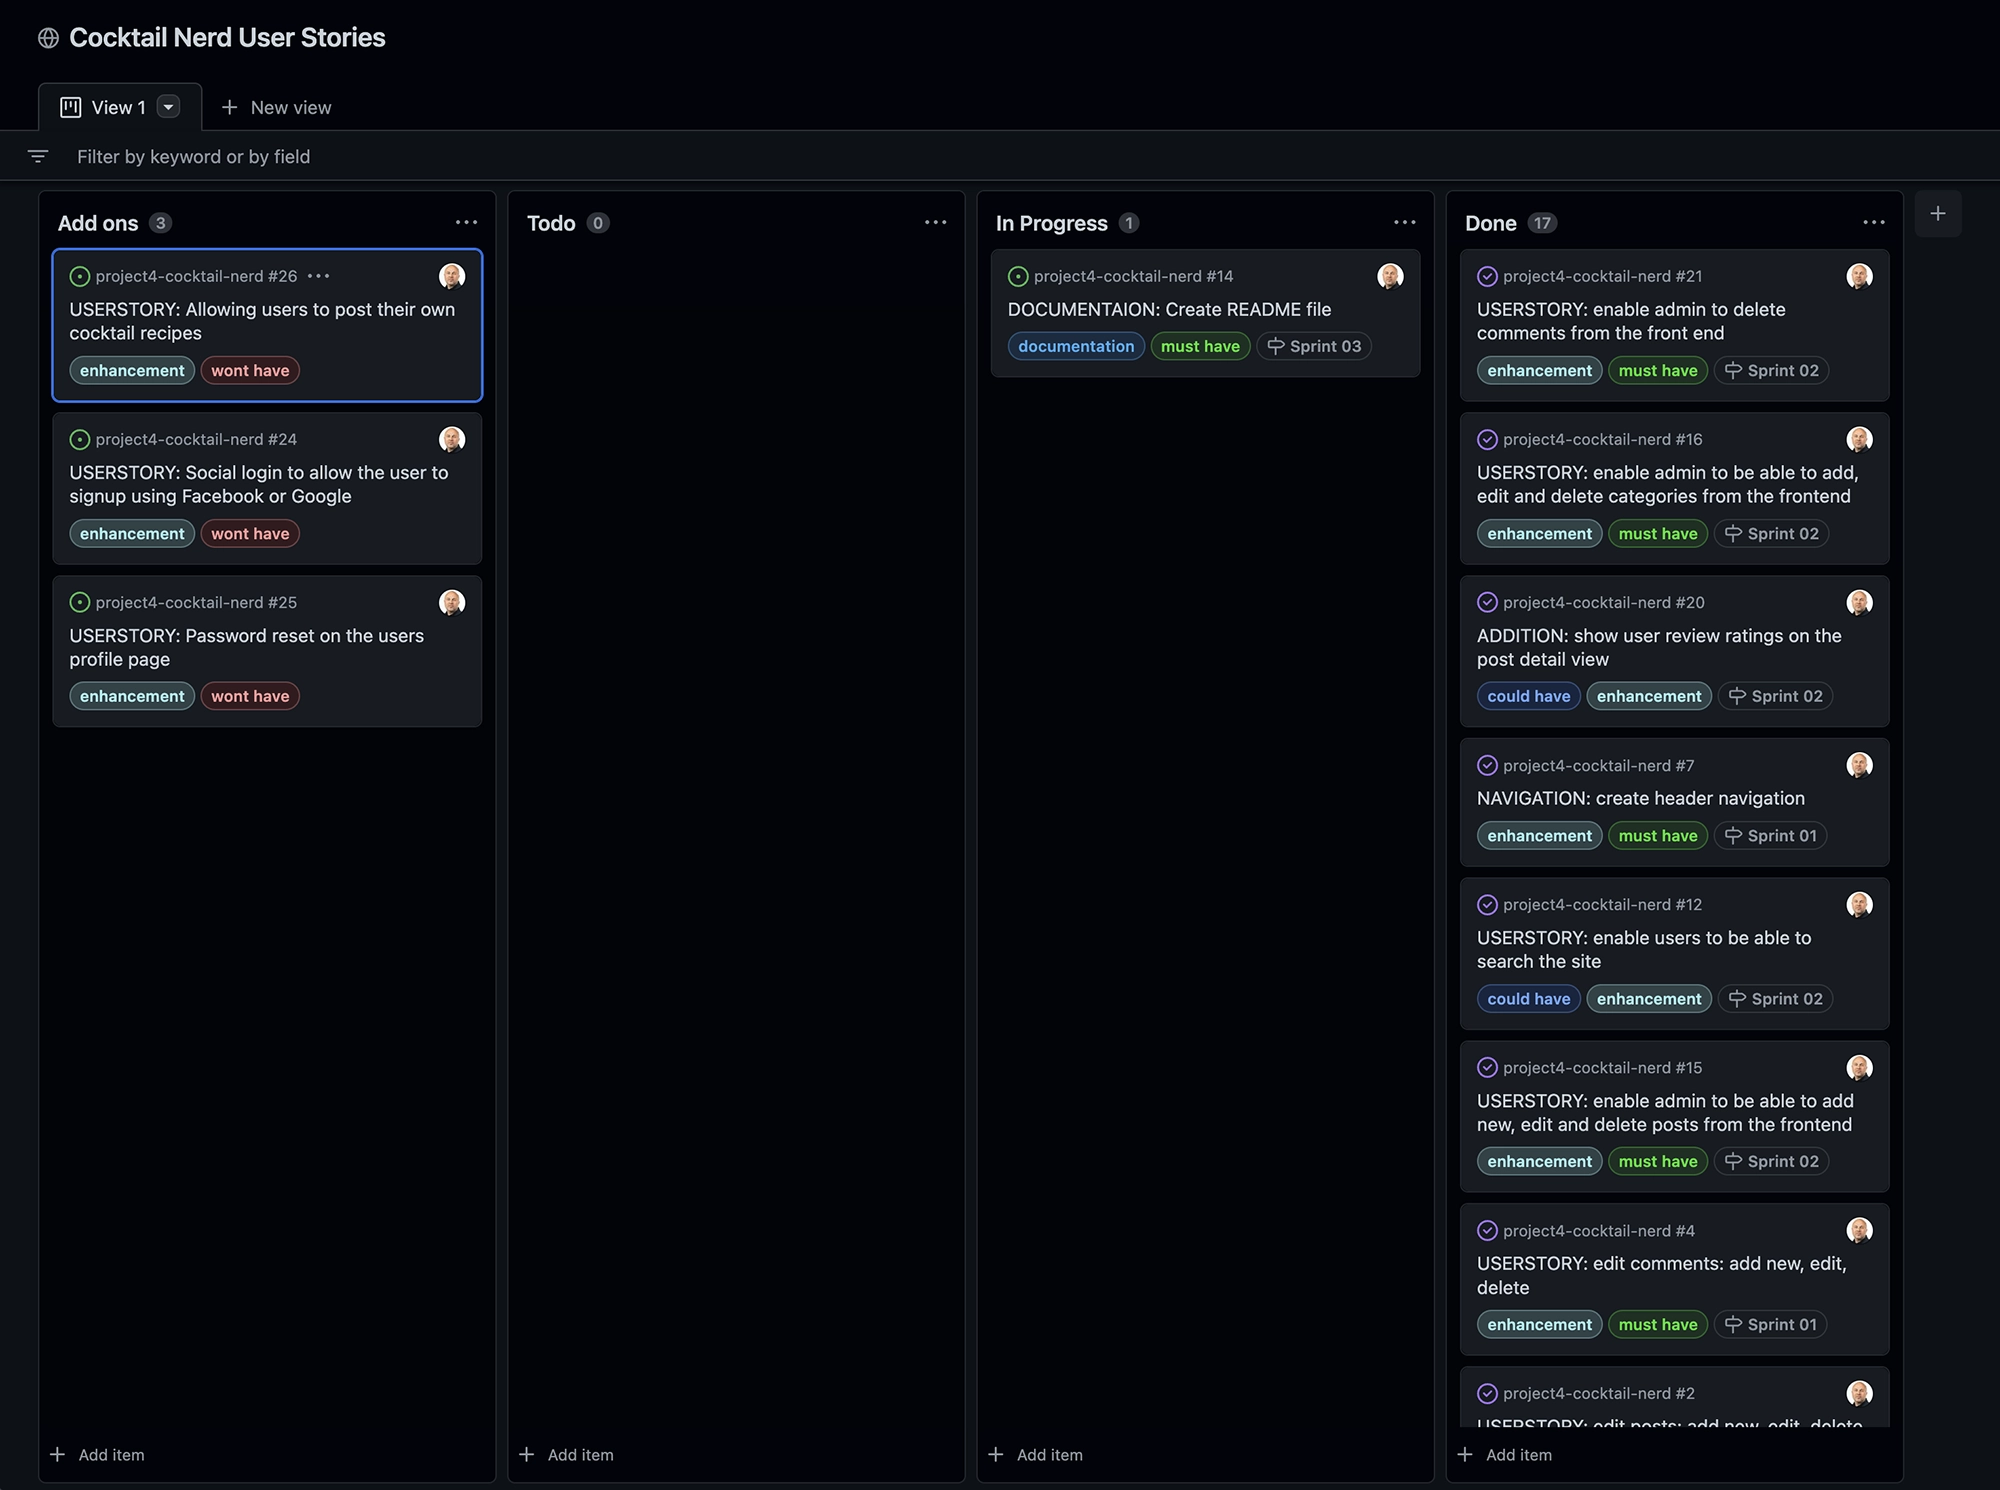 Cocktail Nerd User Stories
View 1
New view
Filter by keyword or by field
Add ons 3
project4-cocktail-nerd #26
USERSTORY: Allowing users to post their own
cocktail recipes
enhancement wont have
project4-cocktail-nerd #24
USERSTORY: Social login to allow the user to
signup using Facebook or Google
enhancement wont have
project4-cocktail-nerd #25
USERSTORY: Password reset on the users
profile page
enhancement wont have
Add item
Todo 0
Add item
In Progress 1
project4-cocktail-nerd #14
DOCUMENTAION: Create README file
documentation must have Sprint 03
Add item
Done 17
project4-cocktail-nerd #21
USERSTORY: enable admin to delete
comments from the front end
enhancement must have Sprint 02
project4-cocktail-nerd #16
USERSTORY: enable admin to be able to add,
edit and delete categories from the frontend
enhancement must have Sprint 02
project4-cocktail-nerd #20
ADDITION: show user review ratings on the
post detail view
could have enhancement Sprint 02
project4-cocktail-nerd #7
NAVIGATION: create header navigation
enhancement must have Sprint 01
project4-cocktail-nerd #12
USERSTORY: enable users to be able to
search the site
could have enhancement Sprint 02
project4-cocktail-nerd #15
USERSTORY: enable admin to be able to add
new, edit and delete posts from the frontend
enhancement must have Sprint 02
project4-cocktail-nerd #4
USERSTORY: edit comments: add new, edit,
delete
enhancement must have Sprint 01
project4-cocktail-nerd #2
USERSTORY: edit posts: add new, edit, delete
Add item